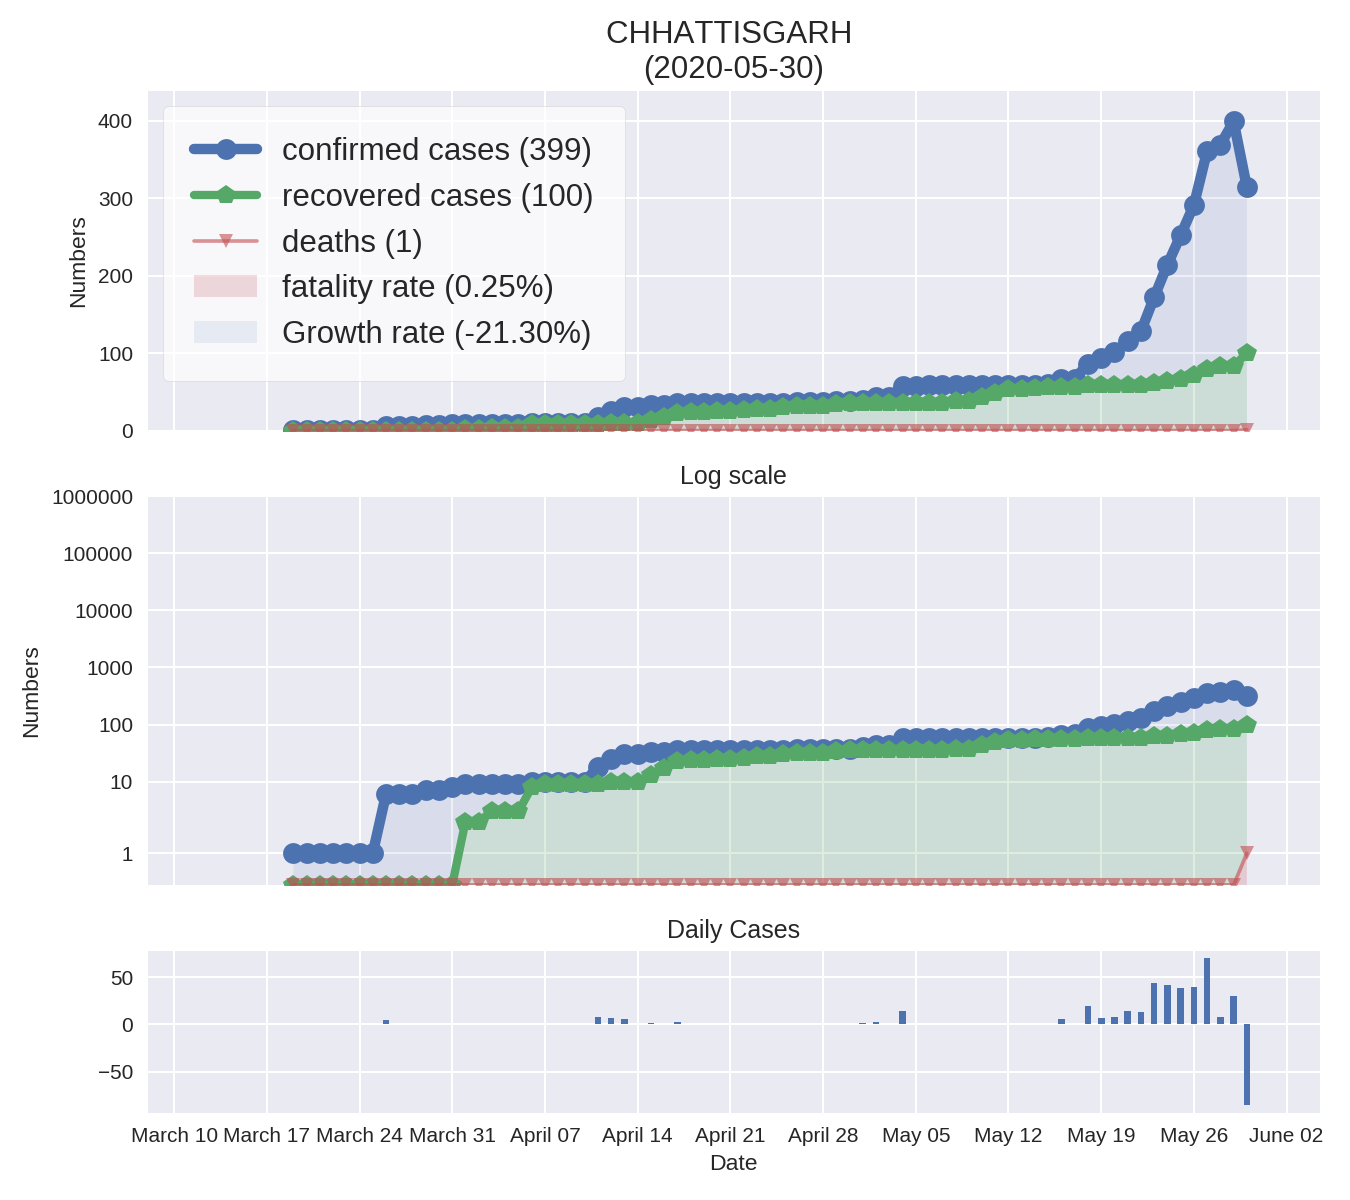 CHHATTISGARH
(2020-05-30)
400
300
200
100
0
Numbers
confirmed cases (399)
recovered cases (100)
deaths (1)
fatality rate (0.25%)
Growth rate (-21.30%)
Log scale
1000000
100000
10000
1000
100
10
1
Numbers
Daily Cases
50
0
−50
March 10 March 17 March 24 March 31 April 07 April 14 April 21 April 28 May 05 May 12 May 19 May 26 June 02
Date